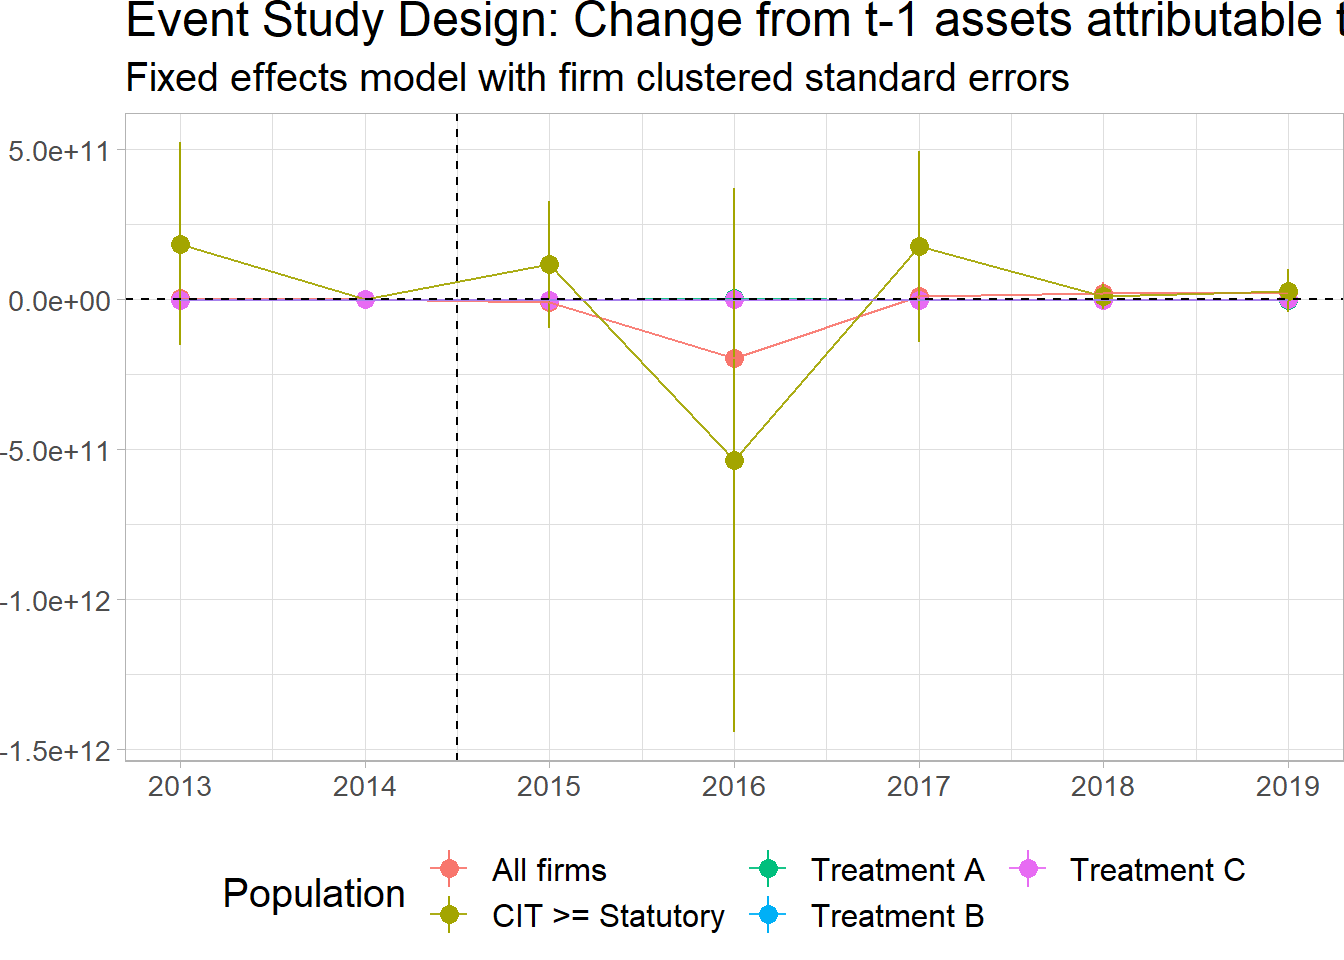 Event Study Design: Change from t-1 assets attributable t
Fixed effects model with firm clustered standard errors
5.0e+11
0.0e+00
-5.0e+11
-1.0e+12
-1.5e+12
2013 2014 2015 2016 2017 2018 2019
Population
All firms Treatment A Treatment C
CIT >= Statutory Treatment B